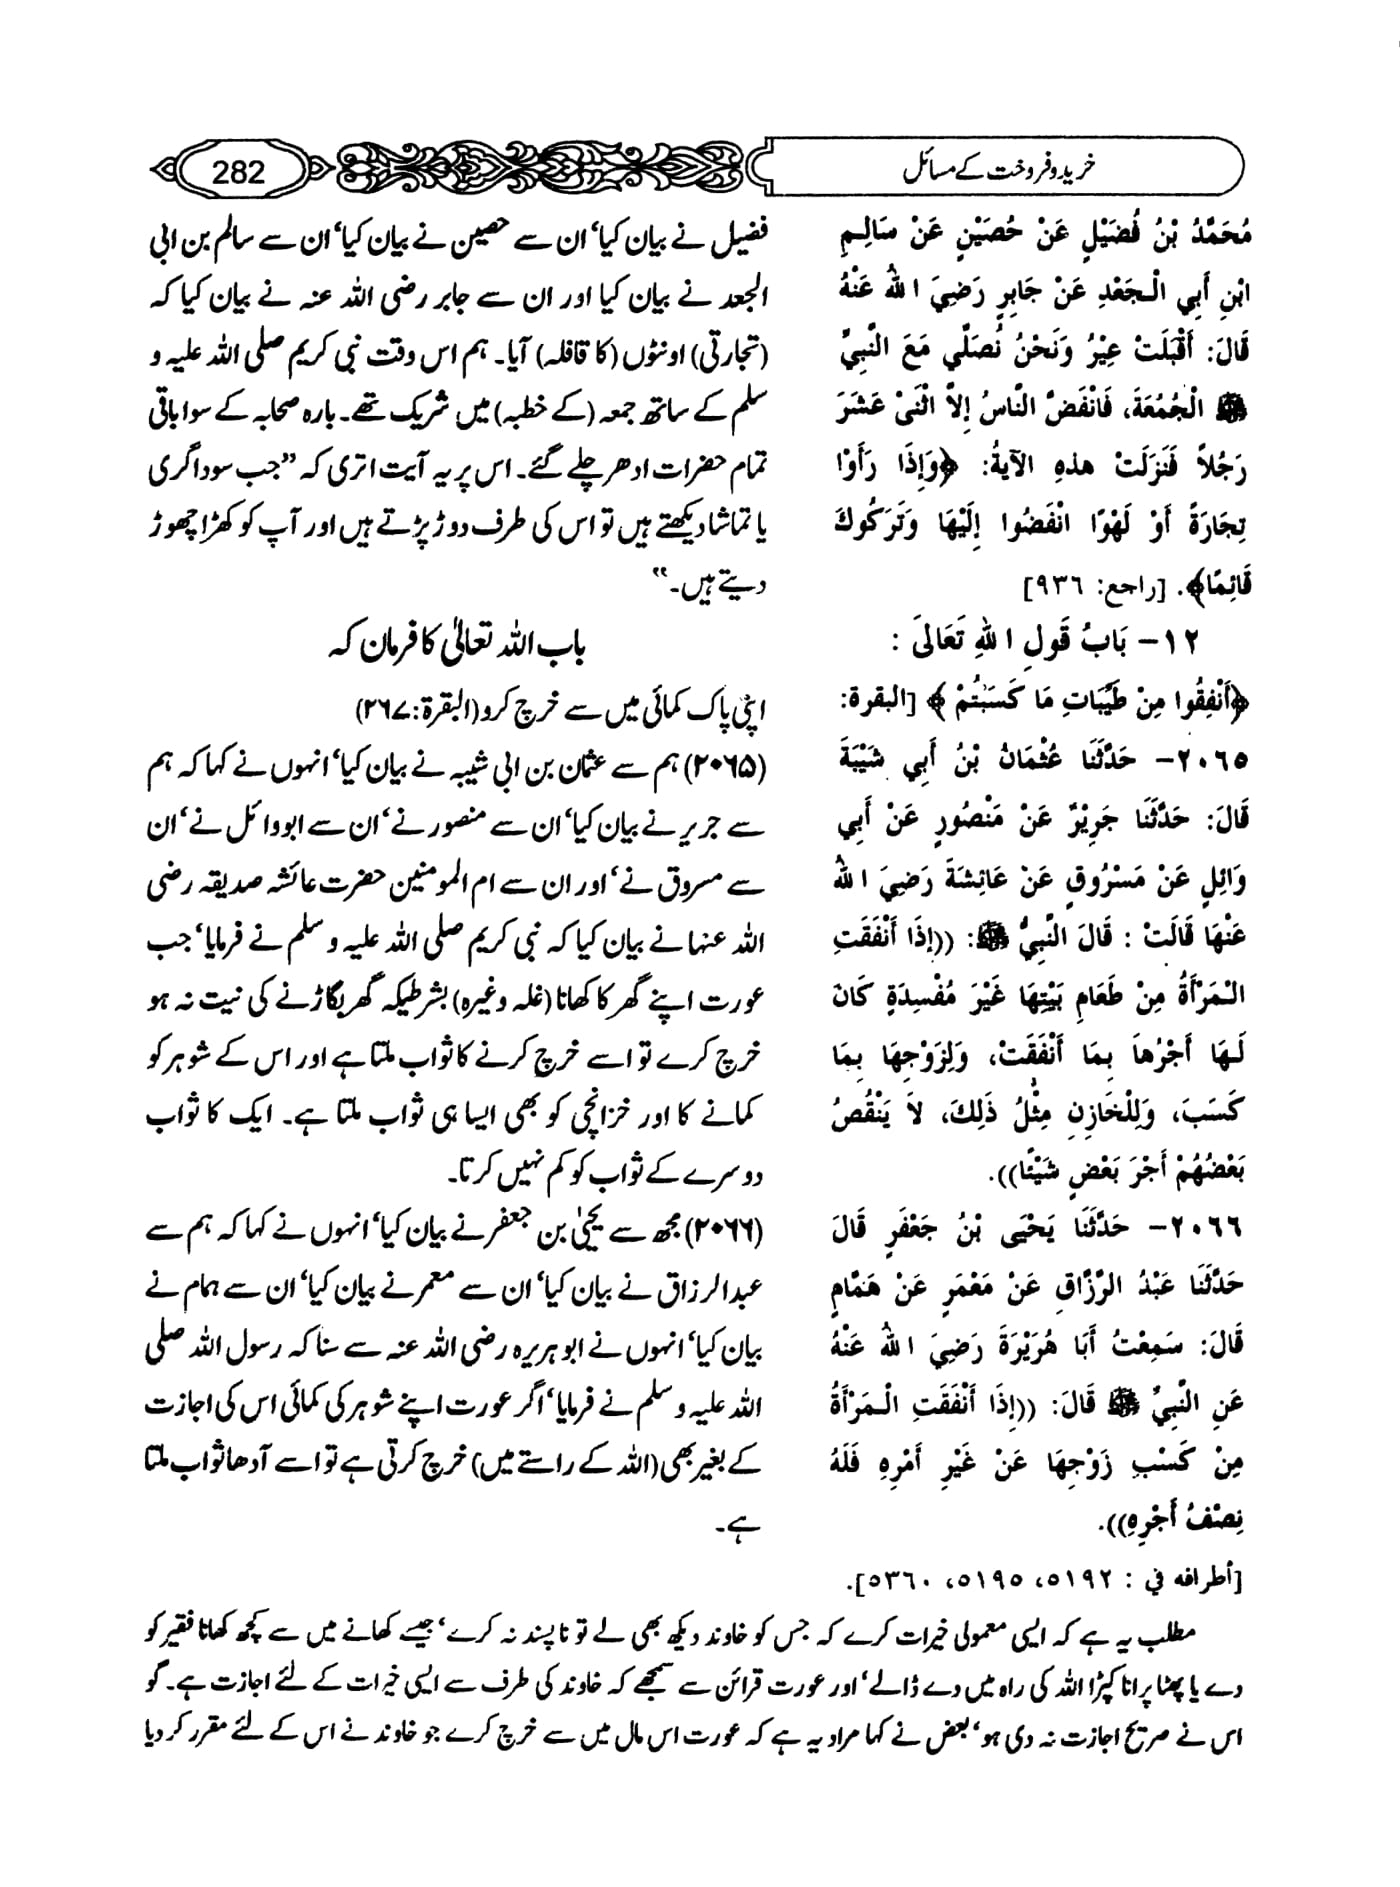 خرید و فروخت کے مسائل
282
مُحَمَّدُ بْنُ فُضَيْلٍ عَنْ حُصَيْنٍ عَنْ سَالِمِ
ابْنِ أَبِي الْجَعْدِ عَنْ جَابِرٍ رَضِيَ اللهُ عَنْهُ
قَالَ: أَقْبَلَتْ عِيْرٌ وَنَحْنُ نُصَلِّي مَعَ النَّبِيِّ
ﷺ الْجُمُعَةَ، فَانْفَضَّ النَّاسُ إِلاَّ اثْنَىْ عَشَرَ
رَجُلاً فَنَزَلَتْ هذهِ الآيةُ: ﴿وَإِذَا رَأَوْا
تِجَارَةً أَوْ لَهْوًا انْفَضُوا إِلَيْهَا وَتَرَكُوكَ
قَائِمًا﴾. [راجع: ٩٣٦]
١٢- بَابُ قَولِ اللهِ تَعَالَى :
﴿أَنْفِقُوا مِنْ طَيِّبَاتِ مَا كَسَبْتُمْ﴾ [البقرة:
٢٠٦٥- حَدَّثَنَا عُثْمَانُ بْنُ أَبِي شَيْبَةَ
قَالَ: حَدَّثَنَا جَرِيْرٌ عَنْ مَنْصُورٍ عَنْ أَبِي
وَائِلٍ عَنْ مَسْرُوقٍ عَنْ عَائِشَةَ رَضِيَ اللهُ
عَنْهَا قَالَتْ : قَالَ النَّبِيُّ ﷺ: ((إِذَا أَنْفَقَتِ
الْمَرْأَةُ مِنْ طَعَامِ بَيْتِهَا غَيْرَ مُفْسِدَةٍ كَانَ
لَهَا أَجْرُهاَ بِمَا أَنْفَقَتْ، وَلِزَوْجِهَا بِمَا
كَسَبَ، وَلِلْخَازِنِ مِثْلُ ذَلِكَ، لاَ يَنْقُصُ
بَعْضُهُمْ أَجْرَ بَعْضٍ شَيْئًا)).
٢٠٦٦- حَدَّثَنَا يَحْيَى بْنُ جَعْفَرٍ قَالَ
حَدَّثَنَا عَبْدُ الرَّزَّاقِ عَنْ مَعْمَرٍ عَنْ هَمَّامٍ
قَالَ: سَمِعْتُ أَبَا هُرَيْرَةَ رَضِيَ اللهُ عَنْهُ
عَنِ النَّبِيِّ ﷺ قَالَ: ((إِذَا أَنْفَقَتِ الْمَرْأَةُ
مِنْ كَسْبِ زَوْجِهَا عَنْ غَيْرِ أَمْرِهِ فَلَهُ
نِصْفُ أَجْرِهِ)).
[أطرافه في : ٥١٩٢، ٥١٩٥، ٥٣٦٠].
فضیل نے بیان کیا‘ ان سے حصین نے بیان کیا‘ ان سے سالم بن ابی
الجعد نے بیان کیا اور ان سے جابر رضی اللہ عنہ نے بیان کیا کہ
(تجارتی) اونٹوں (کا قافلہ) آیا۔ ہم اس وقت نبی کریم صلی اللہ علیہ و
سلم کے ساتھ جمعہ (کے خطبہ) میں شریک تھے۔ بارہ صحابہ کے سوا باقی
تمام حضرات ادھر چلے گئے۔ اس پر یہ آیت اتری کہ ”جب سوداگری
یا تماشا دیکھتے ہیں تو اس کی طرف دوڑ پڑتے ہیں اور آپ کو کھڑا چھوڑ
دیتے ہیں۔“
باب اللہ تعالیٰ کا فرمان کہ
اپنی پاک کمائی میں سے خرچ کرو (البقرۃ: ۲۶۷)
(۲۰۶۵) ہم سے عثمان بن ابی شیبہ نے بیان کیا‘ انہوں نے کہا کہ ہم
سے جریر نے بیان کیا‘ ان سے منصور نے‘ ان سے ابو وائل نے‘ ان
سے مسروق نے‘ اور ان سے ام المومنین حضرت عائشہ صدیقہ رضی
اللہ عنہا نے بیان کیا کہ نبی کریم صلی اللہ علیہ و سلم نے فرمایا‘ جب
عورت اپنے گھر کا کھانا (غلہ وغیرہ) بشرطیکہ گھر بگاڑنے کی نیت نہ ہو
خرچ کرے تو اسے خرچ کرنے کا ثواب ملتا ہے اور اس کے شوہر کو
کمانے کا اور خزانچی کو بھی ایسا ہی ثواب ملتا ہے۔ ایک کا ثواب
دوسرے کے ثواب کو کم نہیں کرتا۔
(۲۰۶۶) مجھ سے یحییٰ بن جعفر نے بیان کیا‘ انہوں نے کہا کہ ہم سے
عبدالرزاق نے بیان کیا‘ ان سے معمر نے بیان کیا‘ ان سے ہمام نے
بیان کیا‘ انہوں نے ابو ہریرہ رضی اللہ عنہ سے سنا کہ رسول اللہ صلی
اللہ علیہ و سلم نے فرمایا‘ اگر عورت اپنے شوہر کی کمائی اس کی اجازت
کے بغیر بھی (اللہ کے راستے میں) خرچ کرتی ہے تو اسے آدھا ثواب ملتا
ہے۔
مطلب یہ ہے کہ ایسی معمولی خیرات کرے کہ جس کو خاوند دیکھ بھی لے تو ناپسند نہ کرے‘ جیسے کھانے میں سے کچھ کھانا فقیر کو
دے یا پھٹا پرانا کپڑا اللہ کی راہ میں دے ڈالے‘ اور عورت قرائن سے سمجھے کہ خاوند کی طرف سے ایسی خیرات کے لئے اجازت ہے۔ گو
اس نے صریح اجازت نہ دی ہو‘ بعض نے کہا مراد یہ ہے کہ عورت اس مال میں سے خرچ کرے جو خاوند نے اس کے لئے مقرر کر دیا